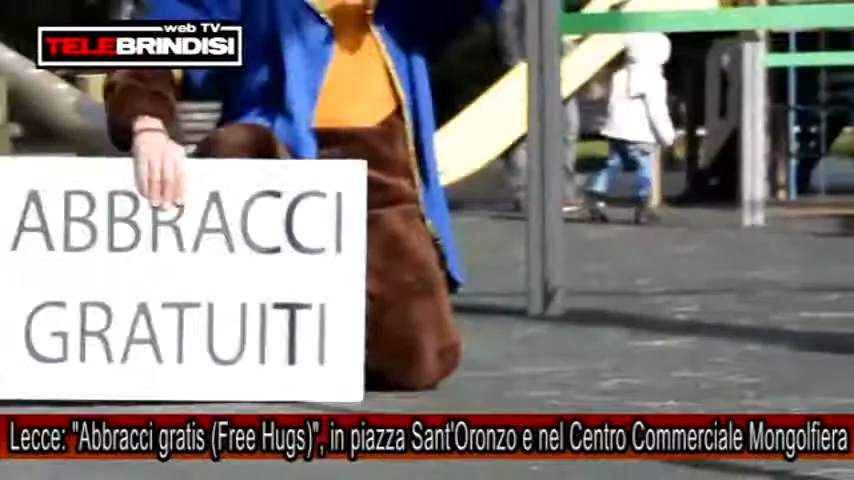 web TV
TELEBRINDISI
ABBRACCI
GRATUITI
Lecce: "Abbracci gratis (Free Hugs)", in piazza Sant'Oronzo e nel Centro Commerciale Mongolfiera